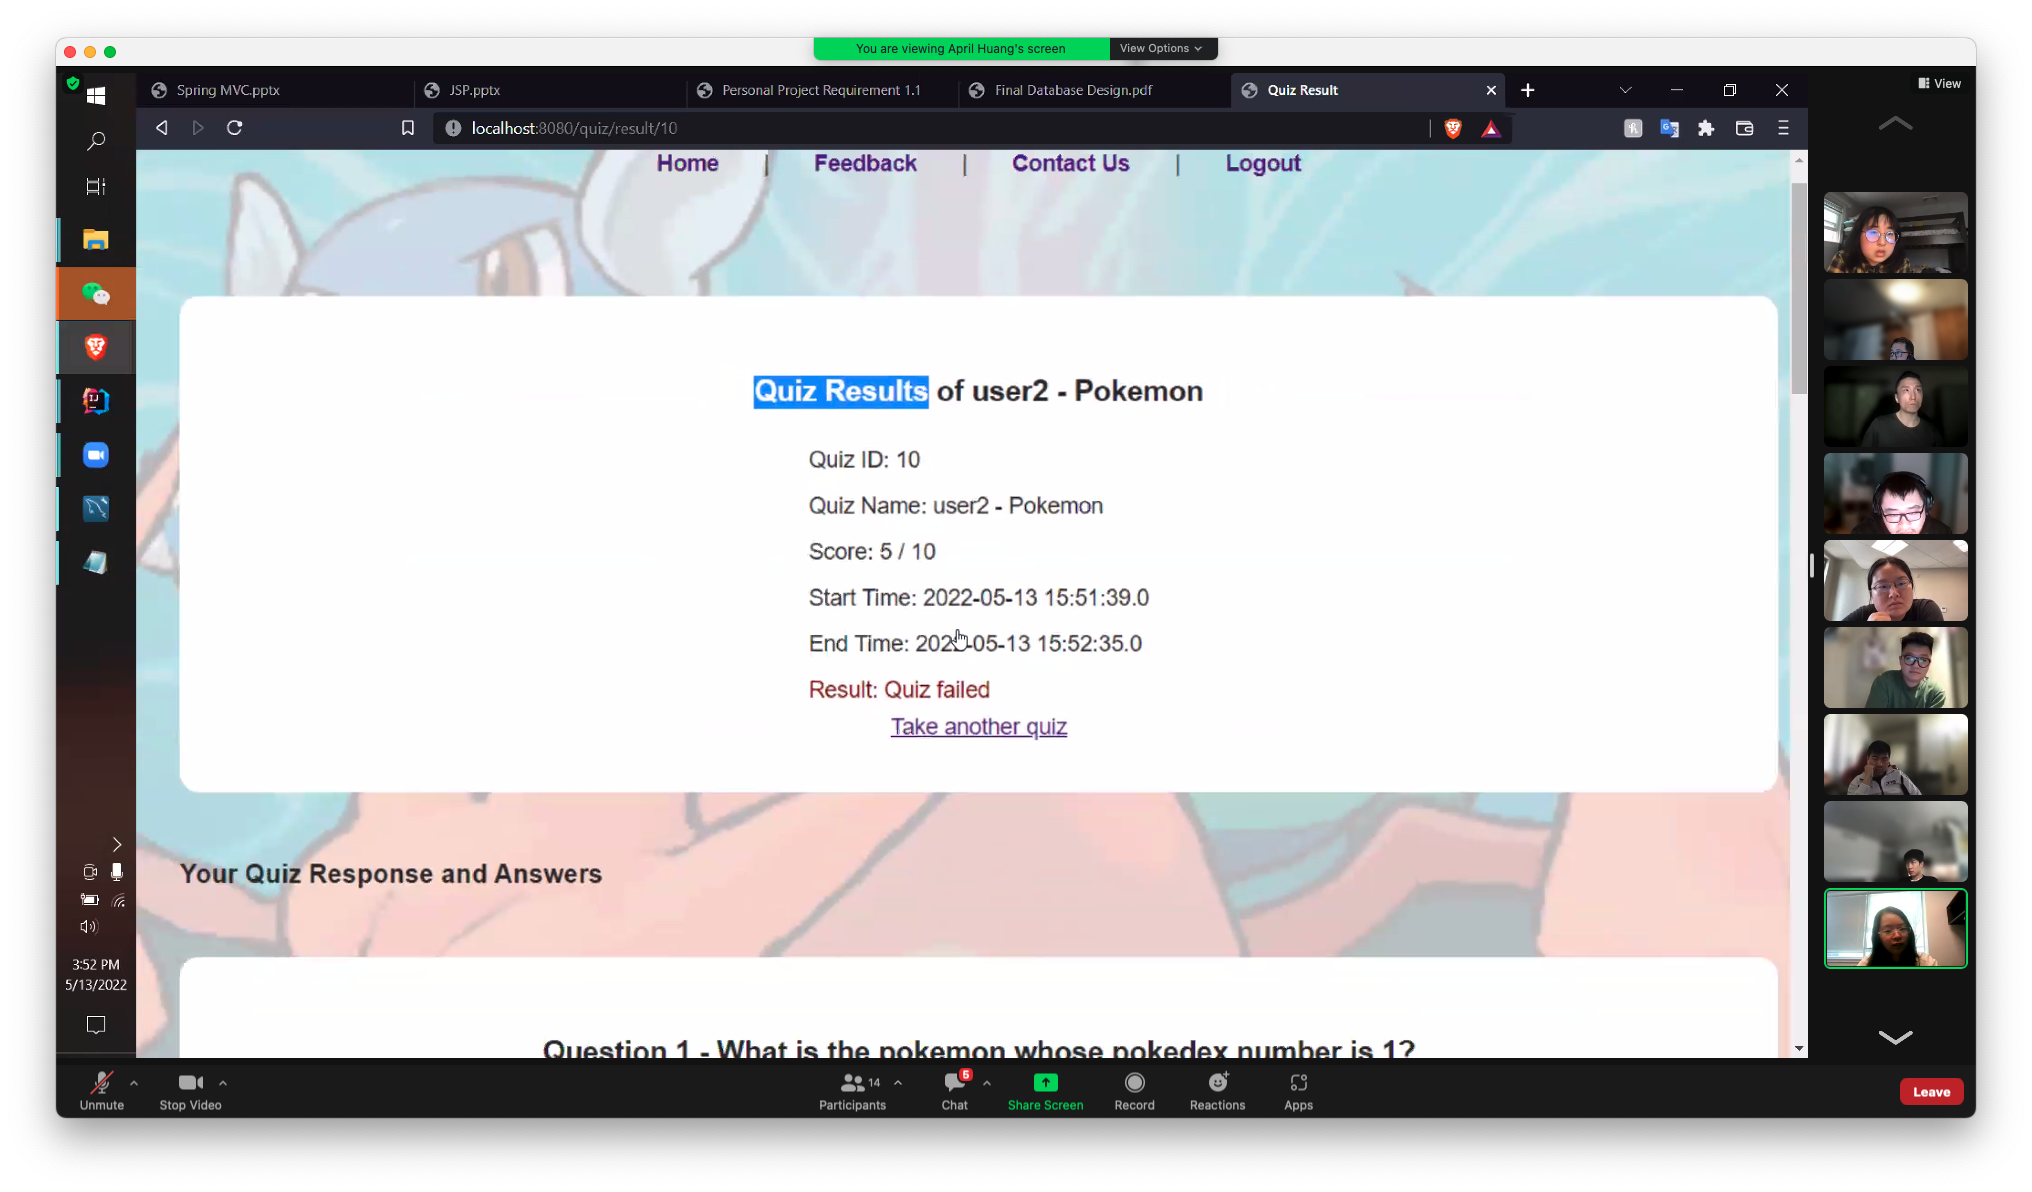 You are viewing April Huang's screen View Options
View
Spring MVC.pptx
JSP.pptx
Personal Project Requirement 1.1
Final Database Design.pdf
Quiz Result
localhost:8080/quiz/result/10
Home | Feedback | Contact Us | Logout
Quiz Results of user2 - Pokemon
Quiz ID: 10
Quiz Name: user2 - Pokemon
Score: 5 / 10
Start Time: 2022-05-13 15:51:39.0
End Time: 2022-05-13 15:52:35.0
Result: Quiz failed
Take another quiz
Your Quiz Response and Answers
Question 1 - What is the pokemon whose pokedex number is 1?
3:52 PM
5/13/2022
Unmute
Stop Video
14
Participants
5
Chat
Share Screen
Record
Reactions
Apps
Leave